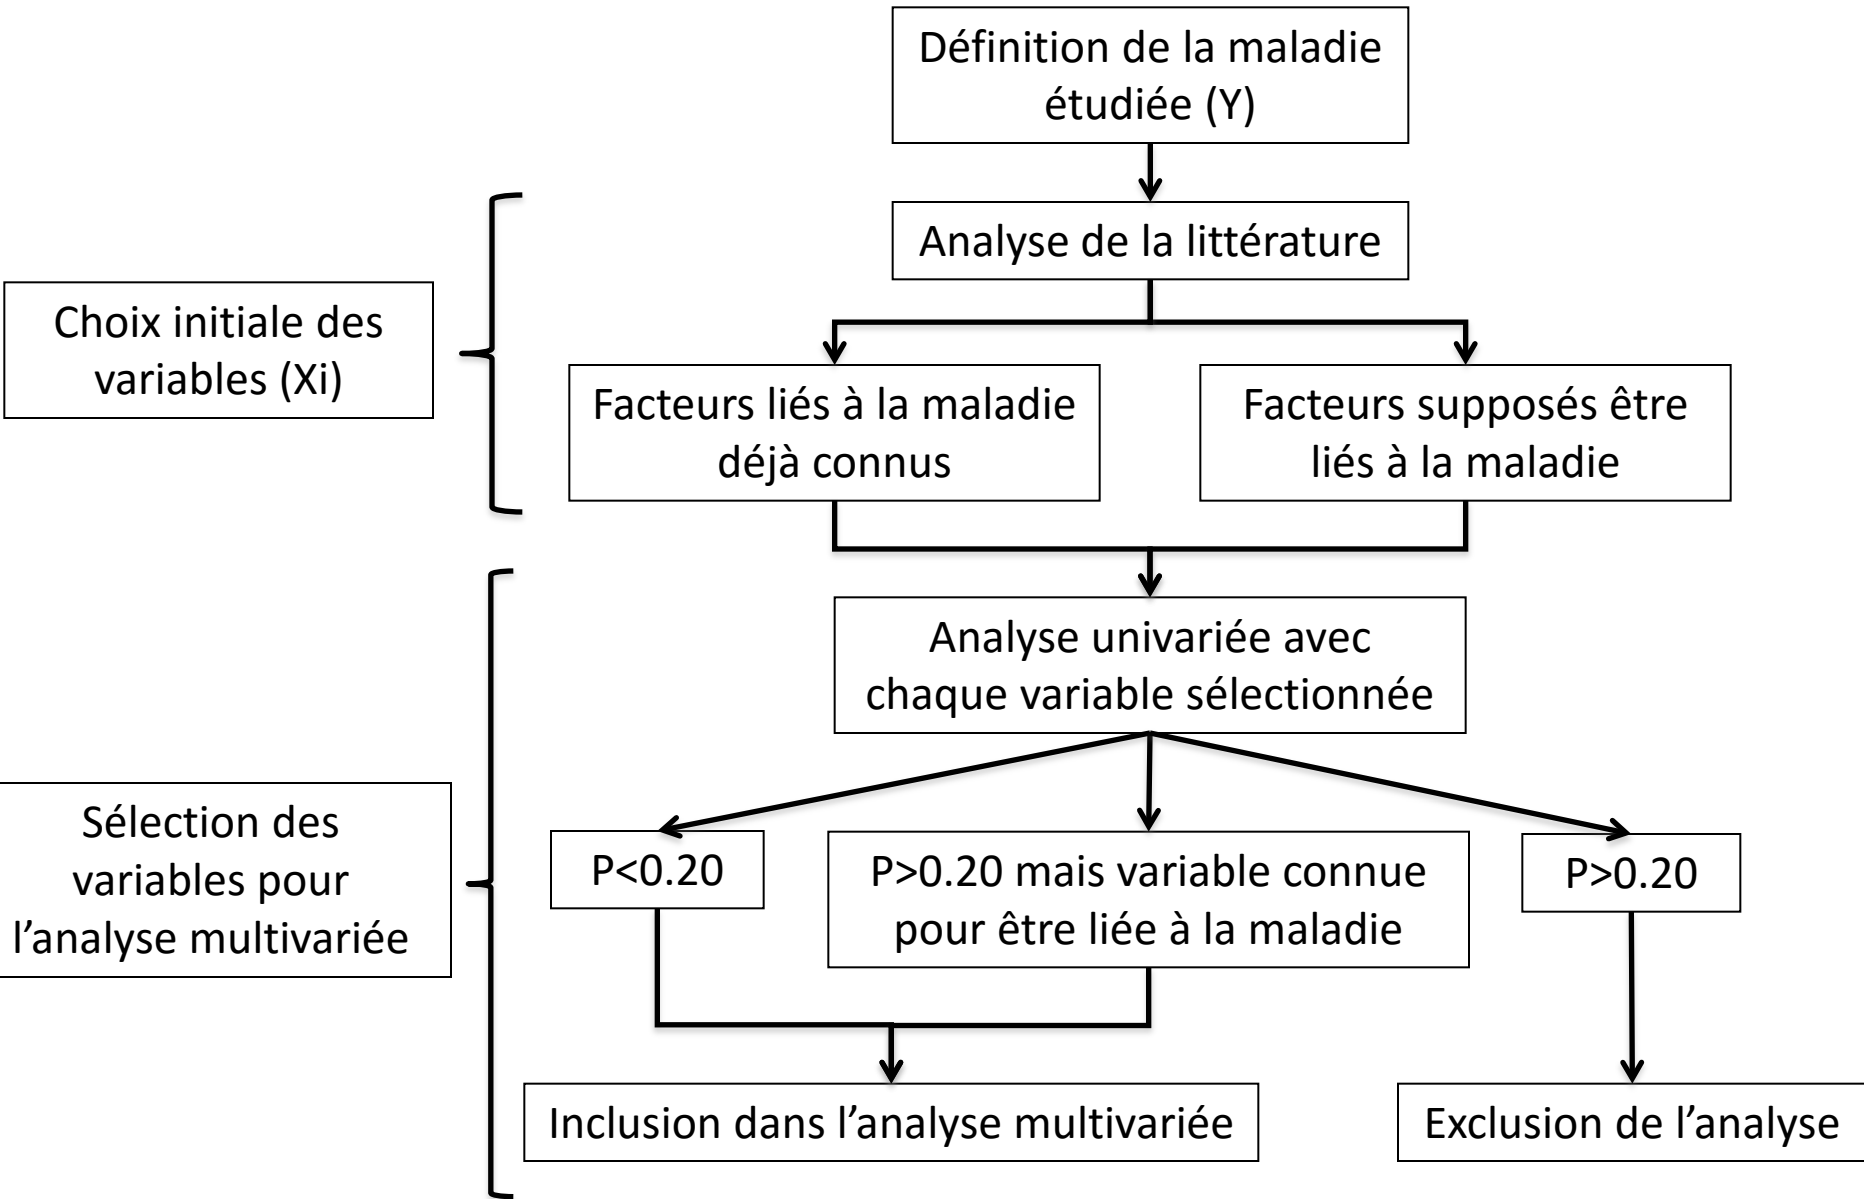 Définition de la maladie
étudiée (Y)
Analyse de la littérature
Choix initiale des
variables (Xi)
Facteurs liés à la maladie
déjà connus
Facteurs supposés être
liés à la maladie
Analyse univariée avec
chaque variable sélectionnée
Sélection des
variables pour
l’analyse multivariée
P<0.20
P>0.20 mais variable connue
pour être liée à la maladie
P>0.20
Inclusion dans l’analyse multivariée
Exclusion de l’analyse